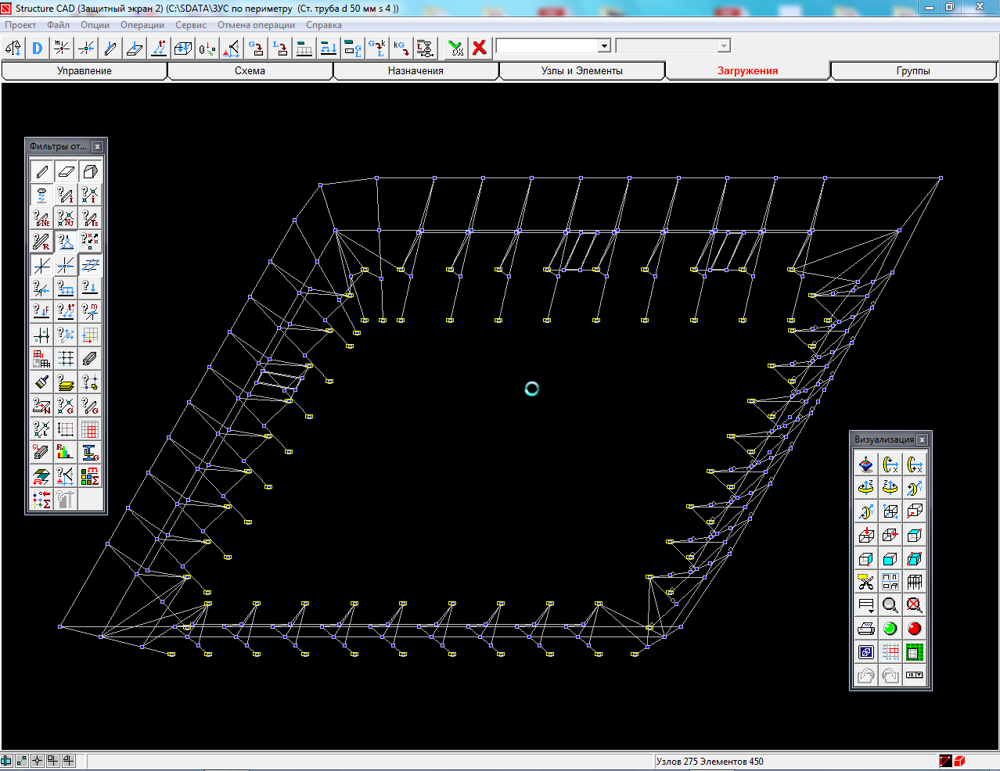 Structure CAD (Защитный экран 2) (C:\SDATA\ЗУС по периметру (Ст. труба d 50 мм s 4 ))
Проект Файл Опции Операции Сервис Отмена операции Справка
Управление Схема Назначения Узлы и Элементы Загружения Группы
Фильтры от...
Визуализация
Узлов 275 Элементов 450